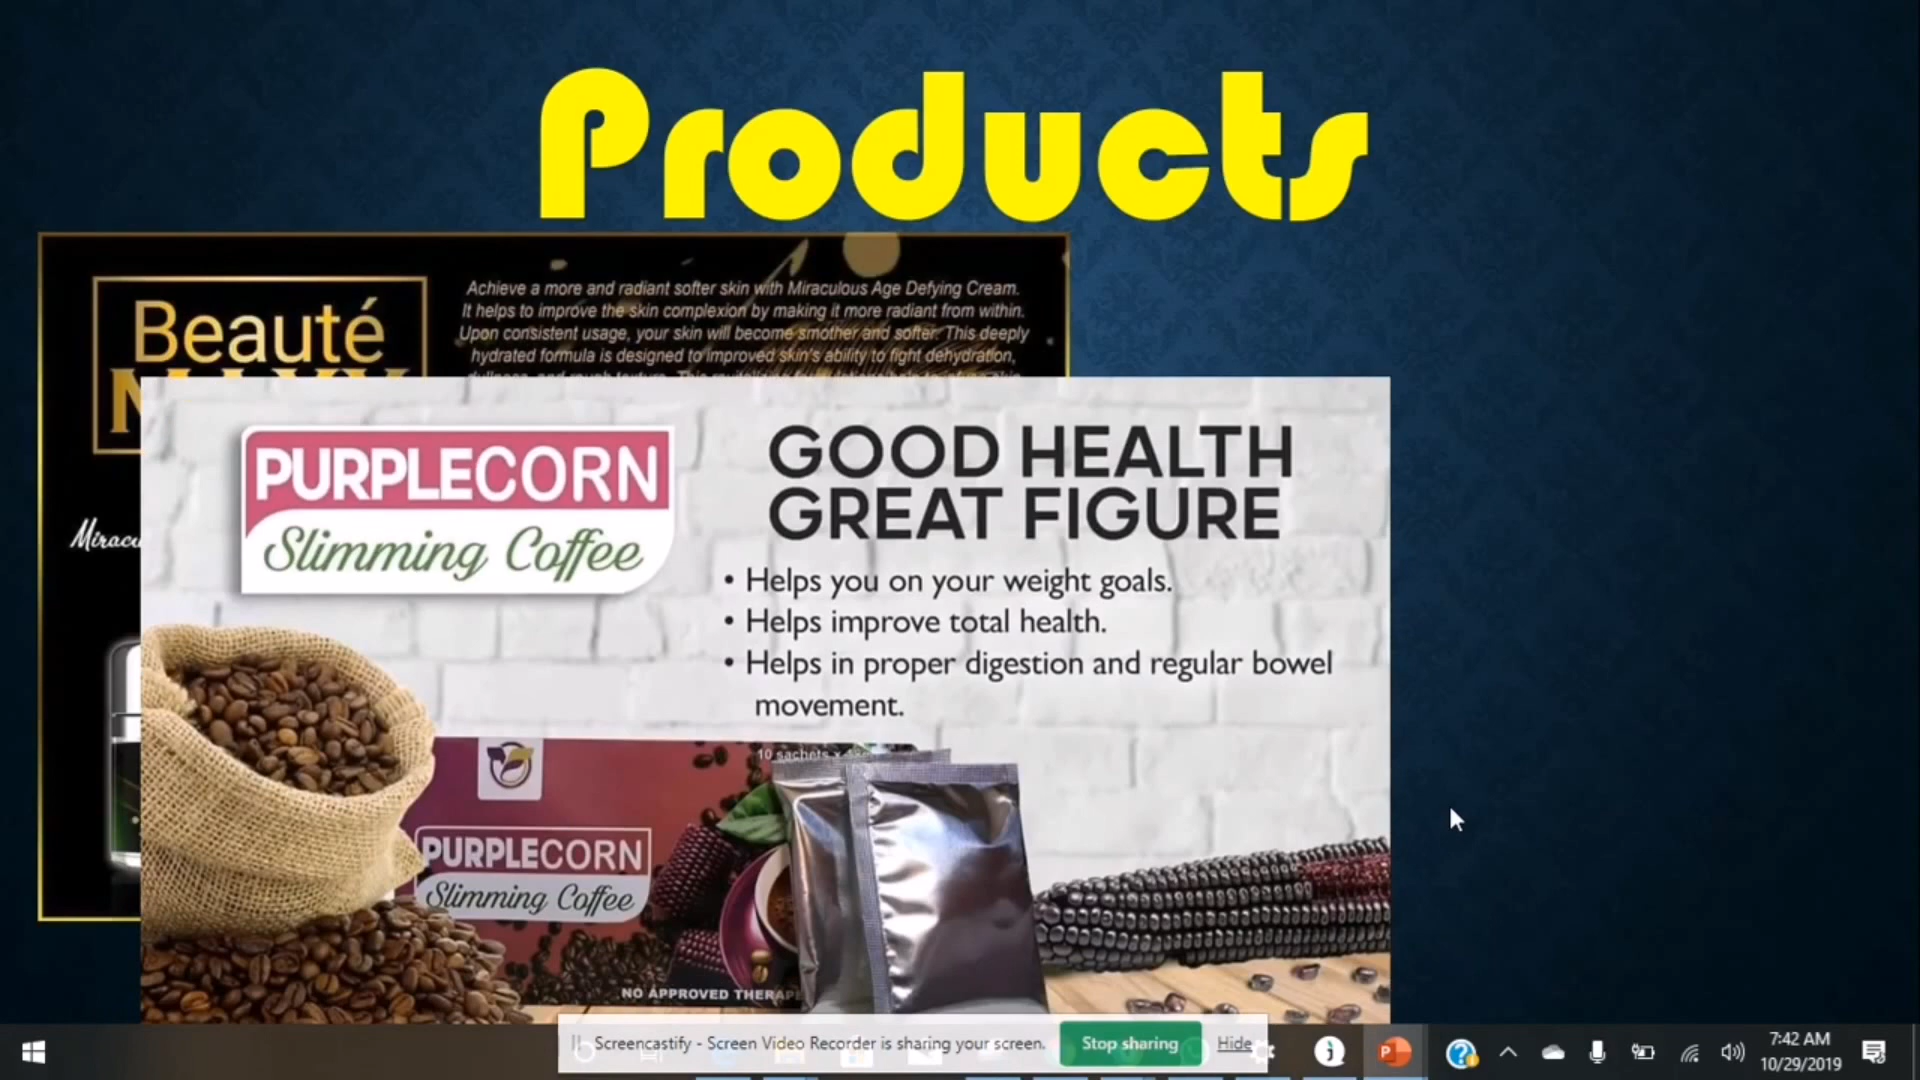 Products
Beauté
Achieve a more and radiant softer skin with Miraculous Age Defying Cream.
It helps to improve the skin complexion by making it more radiant from within.
Upon consistent usage, your skin will become smother and softer. This deeply
hydrated formula is designed to improved skin's ability to fight dehydration,
PURPLECORN
Slimming Coffee
GOOD HEALTH
GREAT FIGURE
• Helps you on your weight goals.
• Helps improve total health.
• Helps in proper digestion and regular bowel
movement.
10 sachets x
PURPLECORN
Slimming Coffee
NO APPROVED
Screencastify - Screen Video Recorder is sharing your screen.
Stop sharing
Hide
7:42 AM
10/29/2019